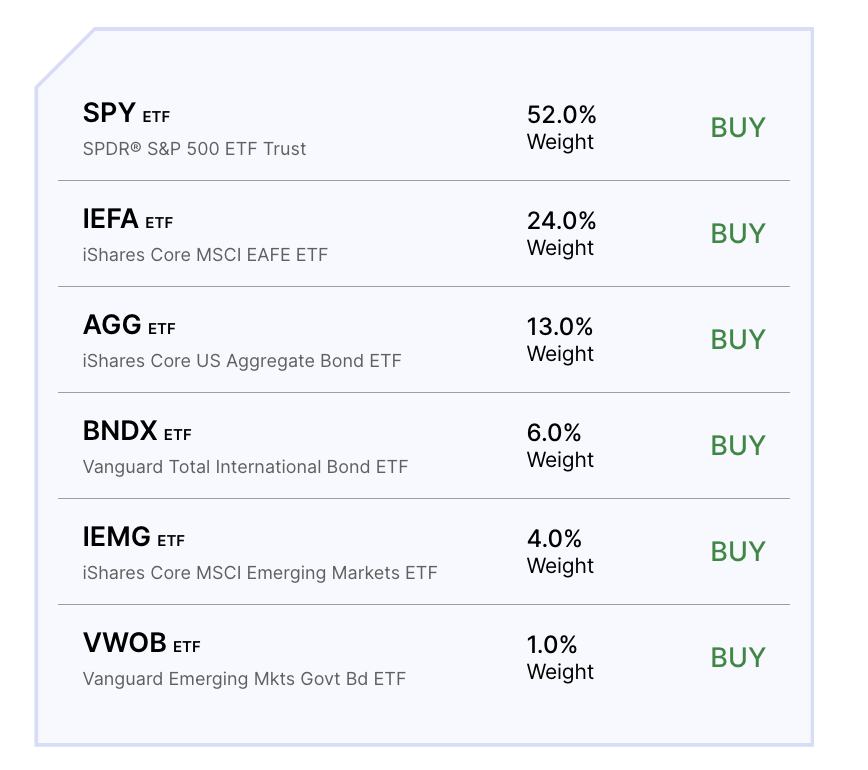 SPY ETF
52.0%
Weight
BUY
SPDR® S&P 500 ETF Trust
IEFA ETF
24.0%
Weight
BUY
iShares Core MSCI EAFE ETF
AGG ETF
13.0%
Weight
BUY
iShares Core US Aggregate Bond ETF
BNDX ETF
6.0%
Weight
BUY
Vanguard Total International Bond ETF
IEMG ETF
4.0%
Weight
BUY
iShares Core MSCI Emerging Markets ETF
VWOB ETF
1.0%
Weight
BUY
Vanguard Emerging Mkts Govt Bd ETF